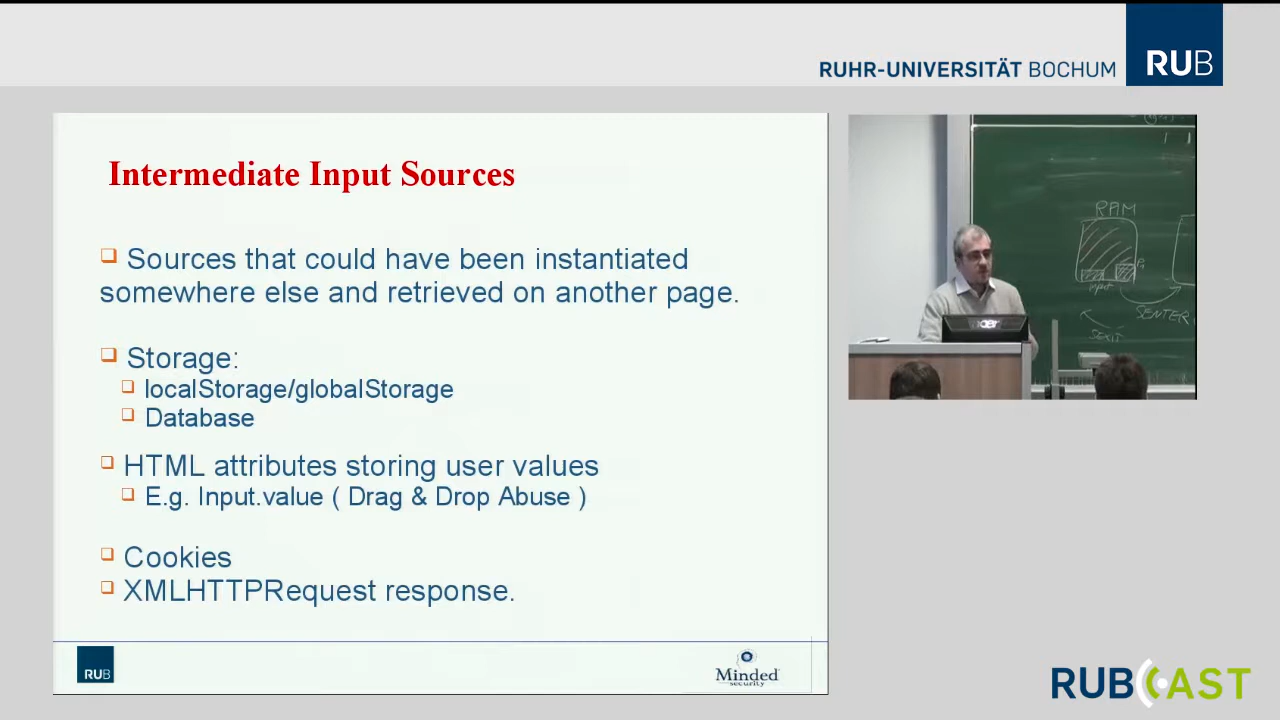 RUHR-UNIVERSITÄT BOCHUM
RUB
Intermediate Input Sources
Sources that could have been instantiated
somewhere else and retrieved on another page.
Storage:
localStorage/globalStorage
Database
HTML attributes storing user values
E.g. Input.value ( Drag & Drop Abuse )
Cookies
XMLHTTPRequest response.
RUB
Minded
security
RAM
input
SENTER
acer
RUBCAST